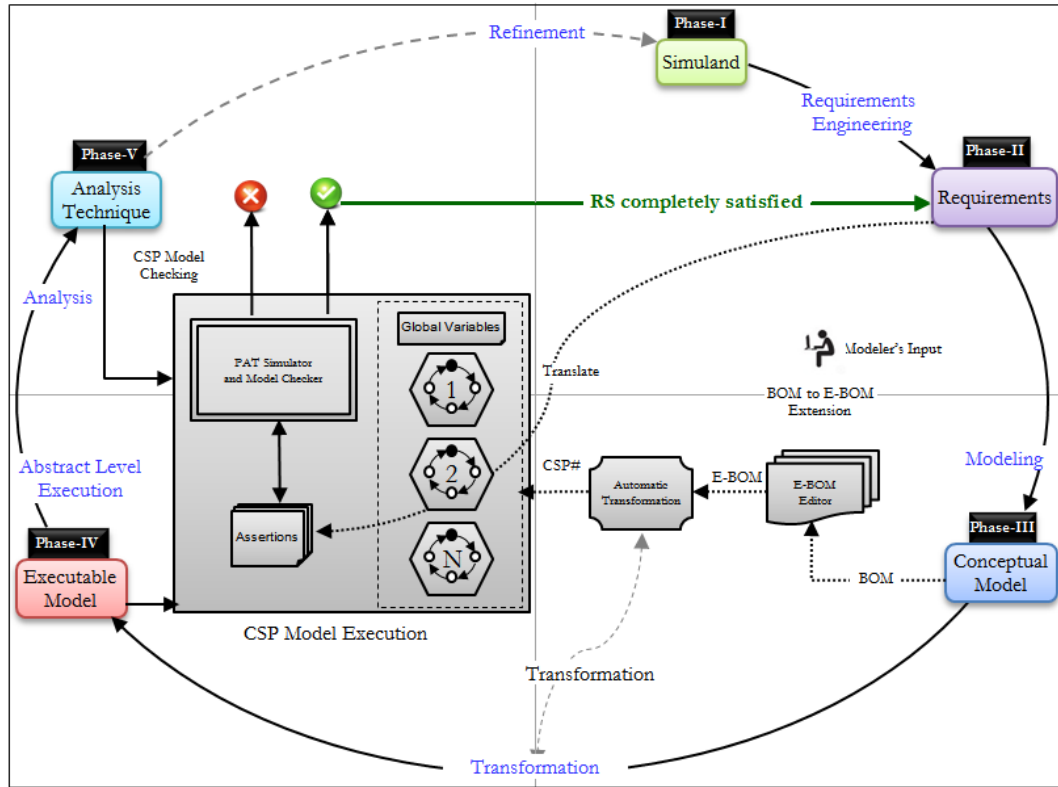 Phase-I
Refinement
Simuland
Requirements
Engineering
Phase-V
Phase-II
Analysis
Technique
Requirements
RS completely satisfied
CSP Model
Checking
Analysis
Global Variables
PAT Simulator
and Model Checker
1
Translate
Modeler's Input
BOM to E-BOM
Extension
Abstract Level
Execution
2
CSP#
Automatic
Transformation
E-BOM
E-BOM
Editor
Modeling
Phase-IV
Assertions
Phase-III
Executable
Model
N
BOM
Conceptual
Model
CSP Model Execution
Transformation
Transformation